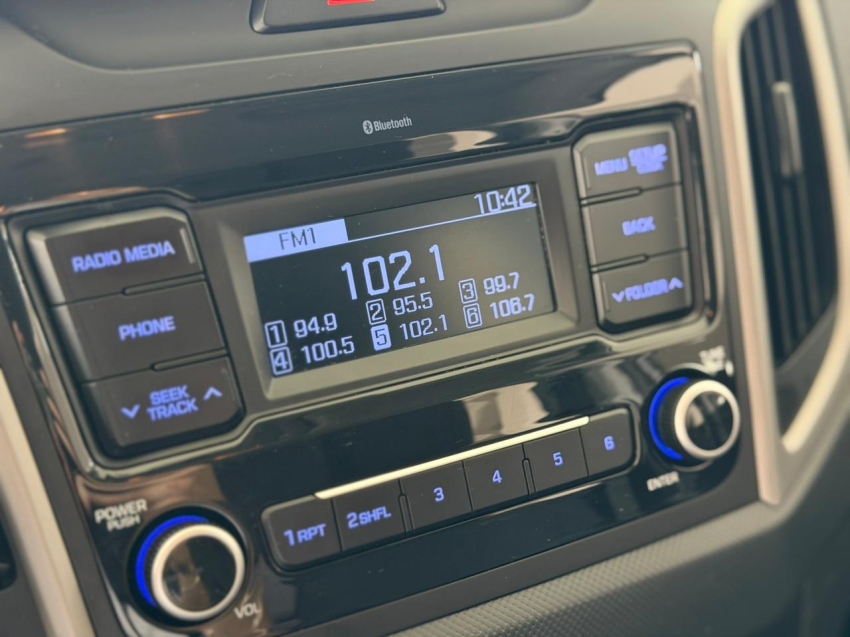 Bluetooth
RADIO MEDIA
PHONE
SEEK
TRACK
FM1
10:42
102.1
1 94.9
2 95.5
3 99.7
4 100.5
5 102.1
6 106.7
MENU SETUP
BACK
FOLDER
POWER
PUSH
VOL
1 RPT
2 SHFL
3
4
5
6
TUNE
ENTER